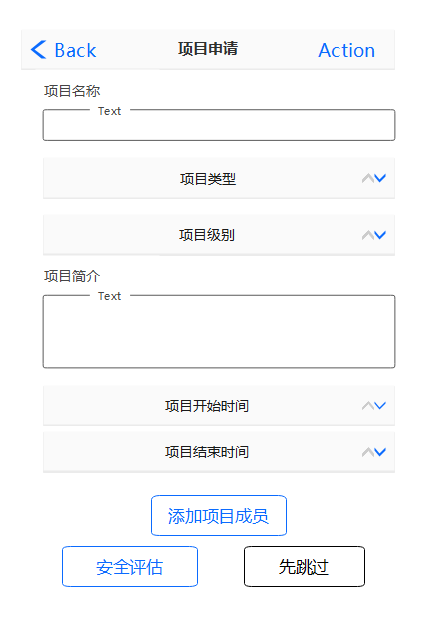 Back 项目申请 Action
项目名称
Text
项目类型
项目级别
项目简介
Text
项目开始时间
项目结束时间
添加项目成员
安全评估 先跳过